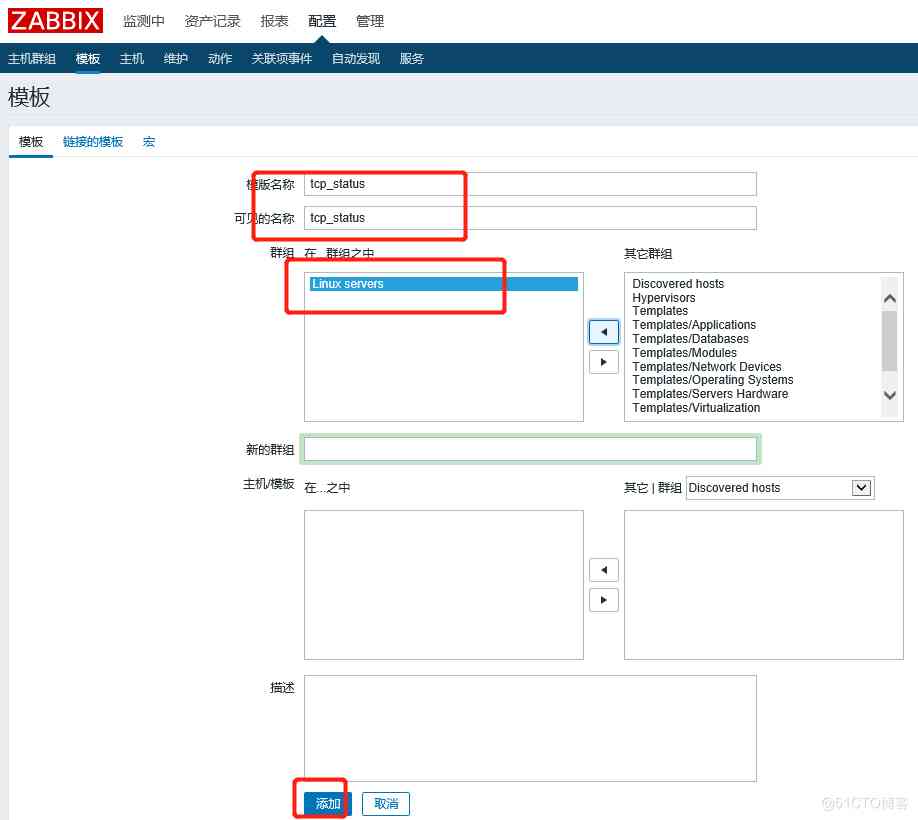 ZABBIX 监测中 资产记录 报表 配置 管理
主机群组 模板 主机 维护 动作 关联项事件 自动发现 服务
模板
模板 链接的模板 宏
模版名称 tcp_status
可见的名称 tcp_status
群组 在...群组之中 其它群组
Linux servers
Discovered hosts
Hypervisors
Templates
Templates/Applications
Templates/Databases
Templates/Modules
Templates/Network Devices
Templates/Operating Systems
Templates/Servers Hardware
Templates/Virtualization
新的群组
主机/模板 在...之中 其它 | 群组 Discovered hosts
描述
添加 取消
@51CTO博客